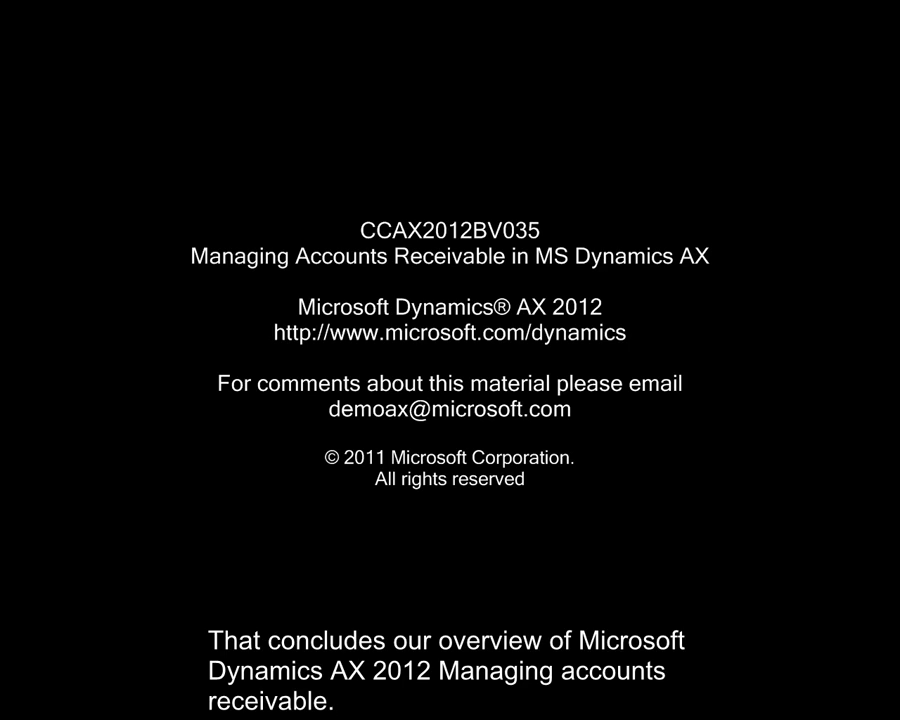 CCAX2012BV035
Managing Accounts Receivable in MS Dynamics AX
Microsoft Dynamics® AX 2012
http://www.microsoft.com/dynamics
For comments about this material please email
demoax@microsoft.com
© 2011 Microsoft Corporation.
All rights reserved
That concludes our overview of Microsoft
Dynamics AX 2012 Managing accounts
receivable.